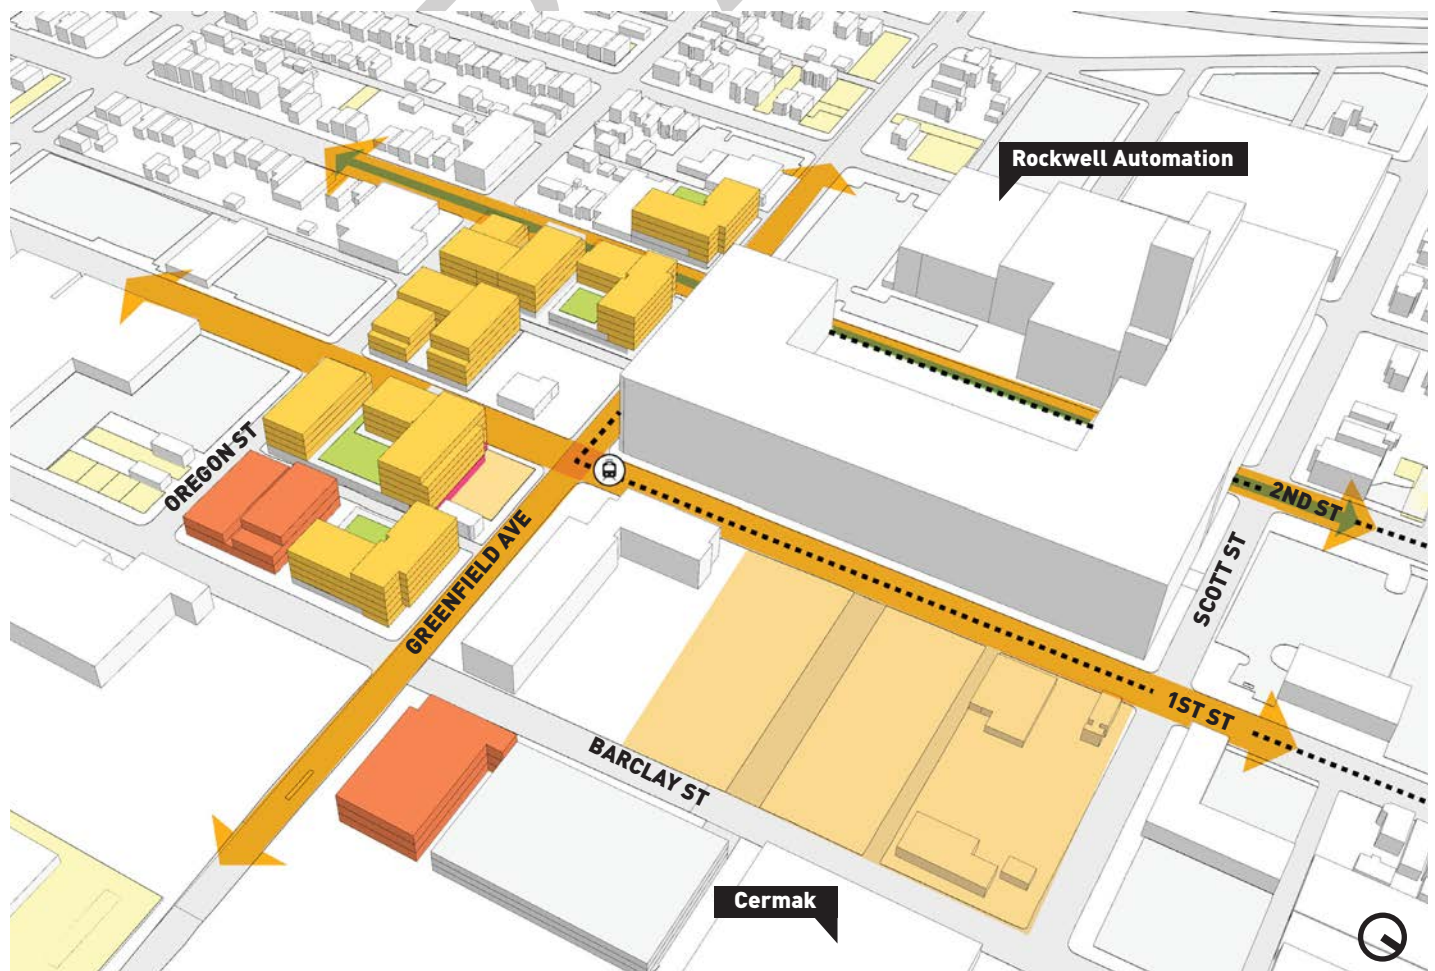 Rockwell Automation
OREGON ST
2ND ST
GREENFIELD AVE
SCOTT ST
1ST ST
BARCLAY ST
Cermak